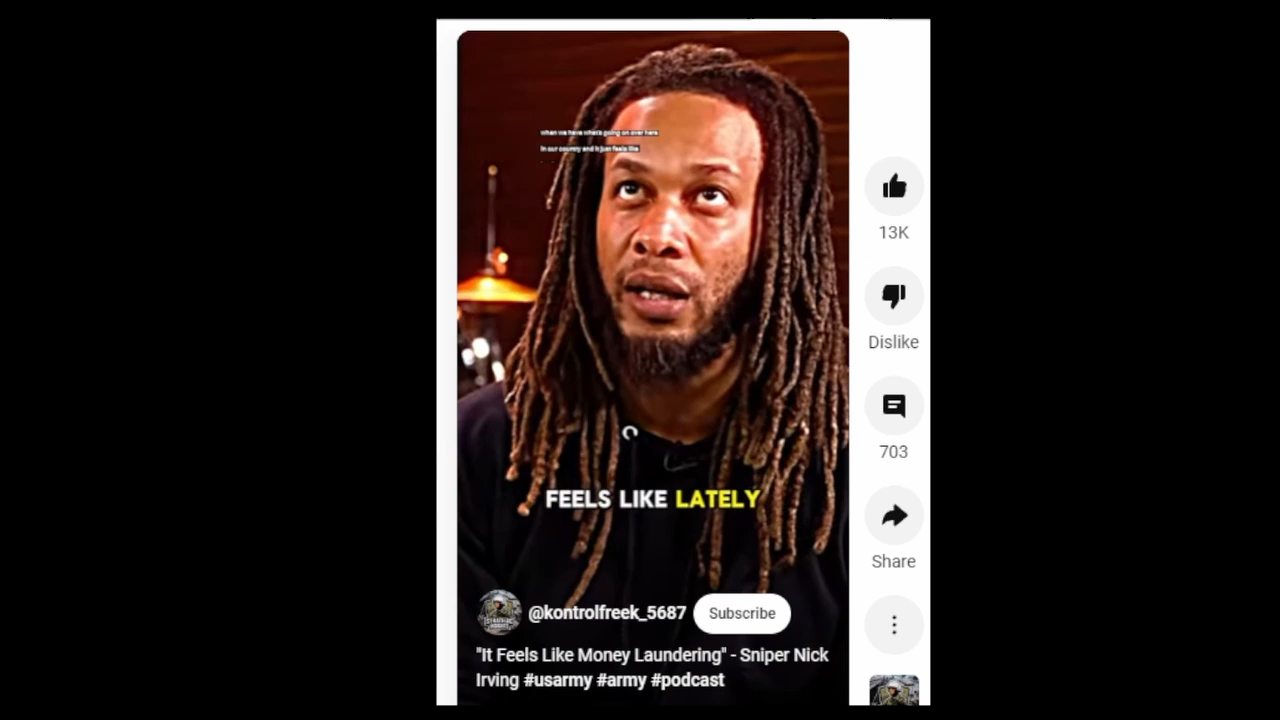 when we have what's going on over here
in our country and it just feels like
FEELS LIKE LATELY
@kontrolfreek_5687 Subscribe
"It Feels Like Money Laundering" - Sniper Nick
Irving #usarmy #army #podcast
13K
Dislike
703
Share